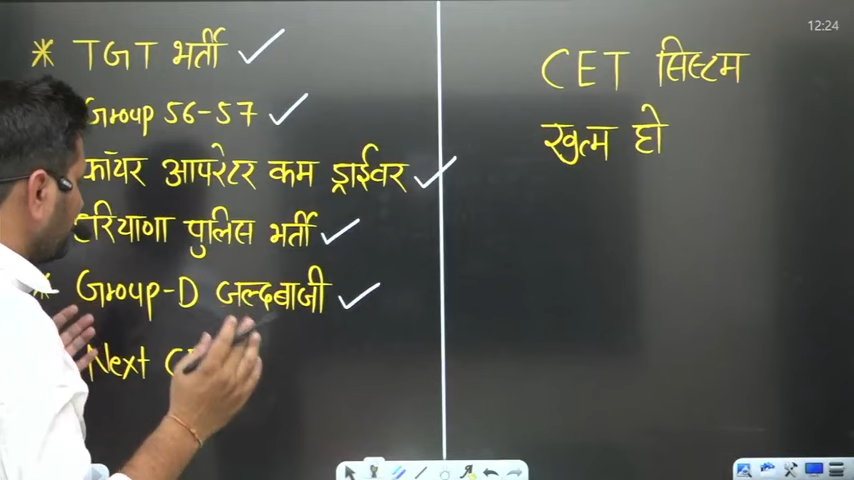 12:24
* TGT भर्ती ✓
Group 56-57 ✓
फॉयर आपरेटर कम ड्राईवर ✓
हरियाणा पुलिस भर्ती ✓
* Group-D जल्दबाजी ✓
Next C
CET सिस्टम
खत्म हो